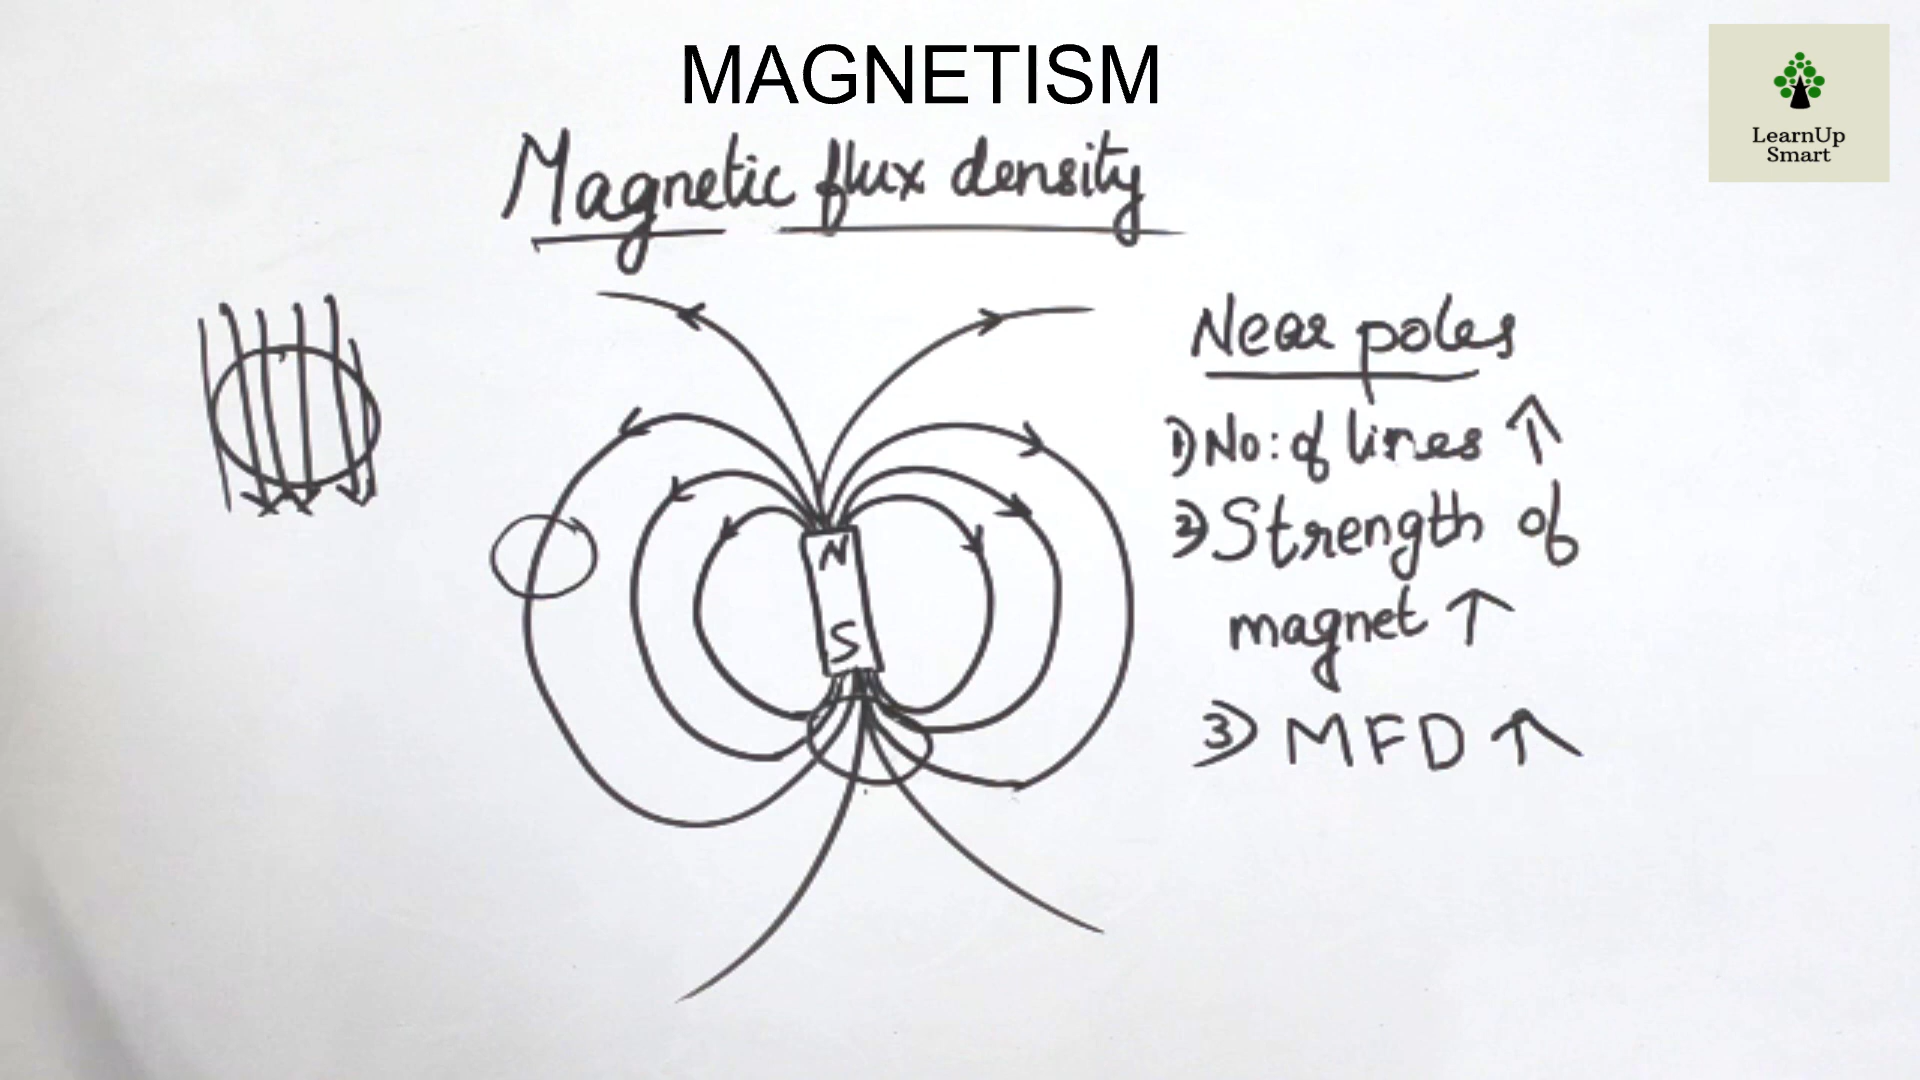 MAGNETISM
LearnUp
Smart
Magnetic flux density
Near poles
1) No: of lines ↑
2) Strength of
magnet ↑
3) MFD ↑
N
S